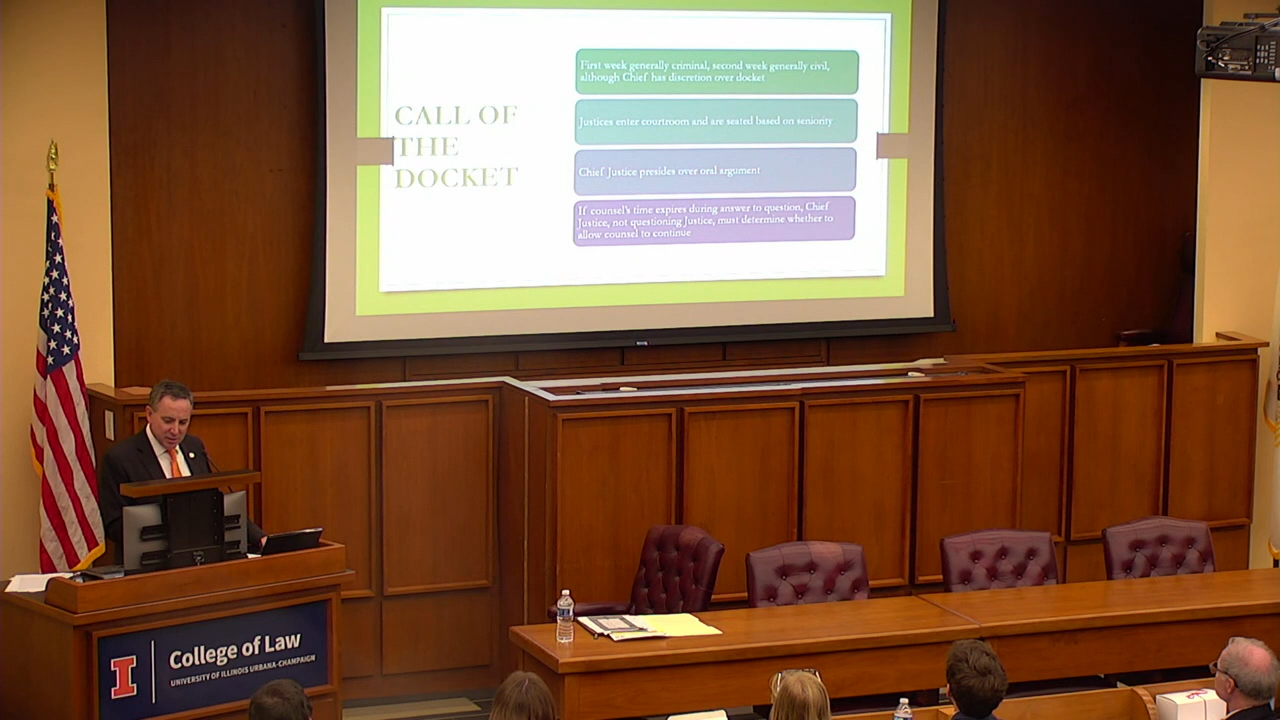 CALL OF
THE
DOCKET
First week generally criminal, second week generally civil,
although Chief has discretion over docket
Justices enter courtroom and are seated based on seniority
Chief Justice presides over oral argument
If counsel's time expires during answer to question, Chief
Justice, not questioning Justice, must determine whether to
allow counsel to continue
I
College of Law
UNIVERSITY OF ILLINOIS URBANA-CHAMPAIGN